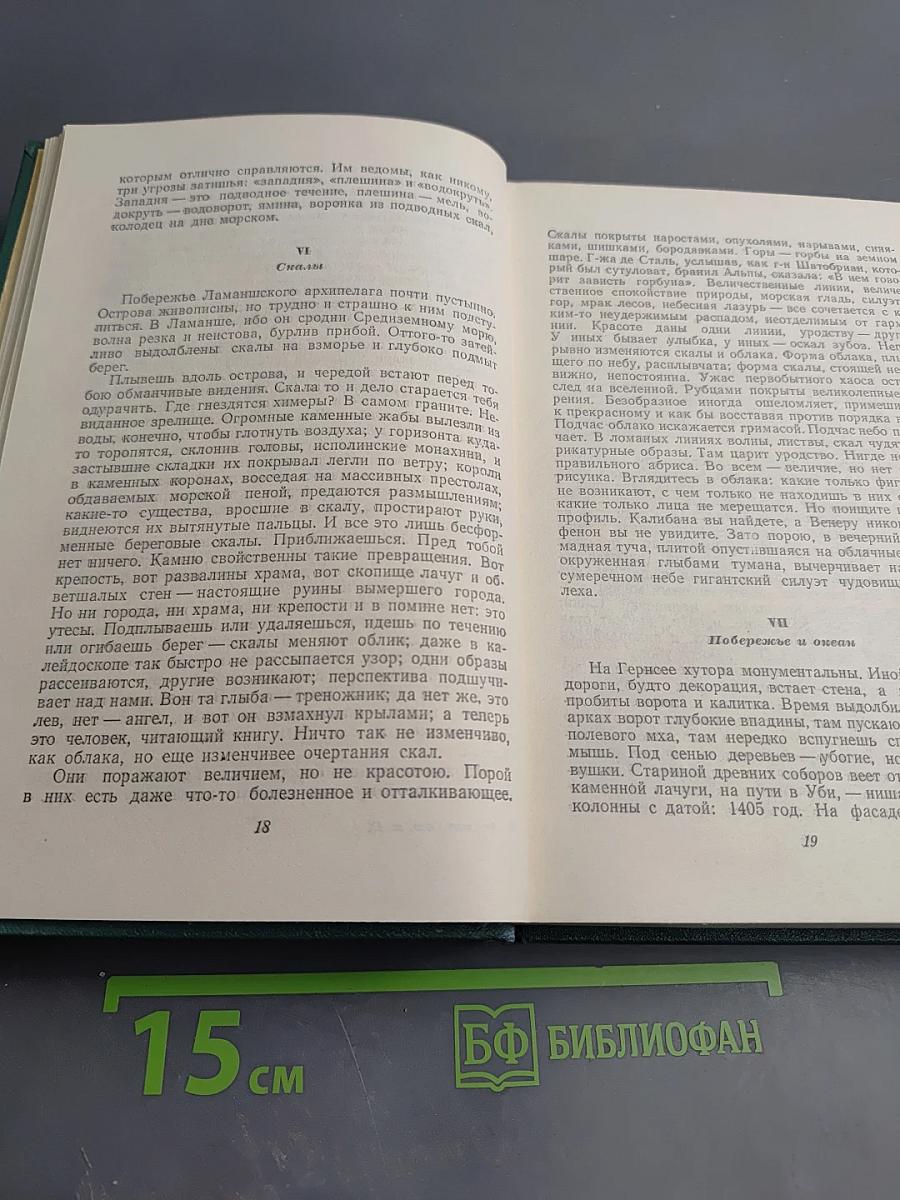 которым отлично справляются. Им ведомы, как никому,
три угрозы затишья: «западня», «плешина» и «водокруть».
Западня — это подводное течение, плешина — мель, во-
докруть — водоворот, ямина, воронка из подводных скал,
колодец на дне морском.
VI
Скалы
Побережье Ламаншского архипелага почти пустынно.
Острова живописны, но трудно и страшно к ним подсту-
питься. В Ламанше, ибо он сродни Средиземному морю,
волна резка и неистова, бурлив прибой. Оттого-то затей-
ливо выдолблены скалы на взморье и глубоко подмыт
берег.
Плывешь вдоль острова, и чередой встают перед то-
бою обманчивые видения. Скала то и дело старается тебя
одурачить. Где гнездятся химеры? В самом граните. Не-
виданное зрелище. Огромные каменные жабы вылезли из
воды, конечно, чтобы глотнуть воздуха; у горизонта куда-
то торопятся, склонив головы, исполинские монахини, и
застывшие складки их покрывал легли по ветру; короли
в каменных коронах, восседая на массивных престолах,
обдаваемых морской пеной, предаются размышлениям;
какие-то существа, вросшие в скалу, простирают руки,
виднеются их вытянутые пальцы. И все это лишь бесфор-
менные береговые скалы. Приближаешься. Пред тобой
нет ничего. Камню свойственны такие превращения. Вот
крепость, вот развалины храма, вот скопище лачуг и об-
ветшалых стен — настоящие руины вымершего города.
Но ни города, ни храма, ни крепости и в помине нет: это
утесы. Подплываешь или удаляешься, идешь по течению
или огибаешь берег — скалы меняют облик; даже в ка-
лейдоскопе так быстро не рассыпается узор; одни образы
рассеиваются, другие возникают; перспектива подшучи-
вает над нами. Вон та глыба — треножник; да нет же, это
лев, нет — ангел, и вот он взмахнул крылами; а теперь
это человек, читающий книгу. Ничто так не изменчиво,
как облака, но еще изменчивее очертания скал.
Они поражают величием, но не красотою. Порой
в них есть даже что-то болезненное и отталкивающее.
18
Скалы покрыты наростами, опухолями, нарывами, синя-
ками, шишками, бородавками. Горы — горбы на земном
шаре. Г-жа де Сталь, услышав, как г-н Шатобриан, кото-
рый был сутуловат, бранил Альпы, сказала: «В нем гово-
рит зависть горбуна». Величественные линии, величе
ственное спокойствие природы, морская гладь, силуэт
гор, мрак лесов, небесная лазурь — все сочетается с к
ким-то неудержимым распадом, неотделимым от гар
нии. Красоте даны одни линии, уродству — друг
У иных бывает улыбка, у иных — оскал зубов. Неп
рывно изменяются скалы и облака. Форма облака, плы
щего по небу, расплывчата; форма скалы, стоящей не
вижно, непостоянна. Ужас первобытного хаоса ост
след на вселенной. Рубцами покрыты великолепные
рения. Безобразное иногда ошеломляет, примеши
к прекрасному и как бы восставая против порядка в
Подчас облако искажается гримасой. Подчас небо п
чает. В ломаных линиях волны, листвы, скал чудят
рикатурные образы. Там царит уродство. Нигде не
правильного абриса. Во всем — величие, но нет
рисунка. Вглядитесь в облака: какие только фиг
не возникают, с чем только не находишь в них
какие только лица не мерещатся. Но поищите
профиль. Калибана вы найдете, а Венеру нико
фенон вы не увидите. Зато порою, в вечерний
мадная туча, плитой опустившаяся на облачные
окруженная глыбами тумана, вычерчивает на
сумеречном небе гигантский силуэт чудовищ
леха.
VII
Побережье и океан
На Гернсее хутора монументальны. Иной
дороги, будто декорация, встает стена, а
пробиты ворота и калитка. Время выдолбил
арках ворот глубокие впадины, там пускаю
полевого мха, там нередко вспугнешь сп
мышь. Под сенью деревьев — убогие, но
вушки. Стариной древних соборов веет от
каменной лачуги, на пути в Уби, — ниша
колонны с датой: 1405 год. На фасаде
19
15 см
БФ БИБЛИОФАН